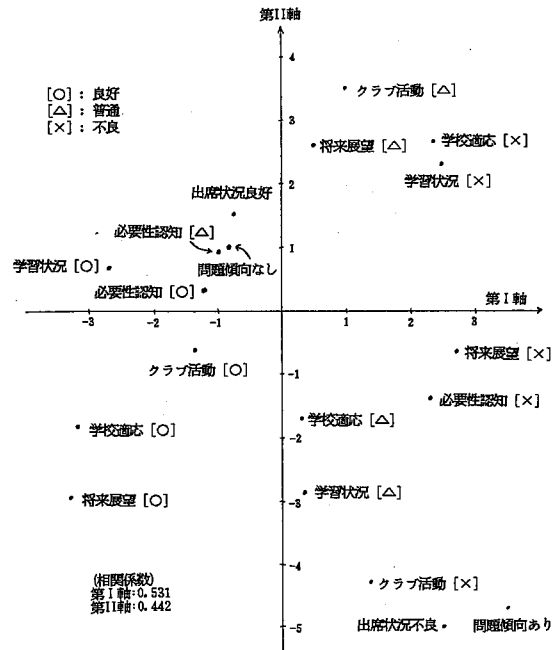 第II軸
4
クラブ活動 [△]
[○] : 良好
[△] : 普通
[×] : 不良
3
将来展望 [△]
学校適応 [×]
学習状況 [×]
出席状況良好
2
必要性認知 [△]
1
学習状況 [○]
問題傾向なし
必要性認知 [○]
第I軸
-3 -2 -1 1 2 3
クラブ活動 [○]
将来展望 [×]
-1
必要性認知 [×]
学校適応 [○]
学校適応 [△]
-2
将来展望 [○]
学習状況 [△]
-3
(相関係数)
第I軸:0.531
第II軸:0.442
-4
クラブ活動 [×]
出席状況不良
問題傾向あり
-5